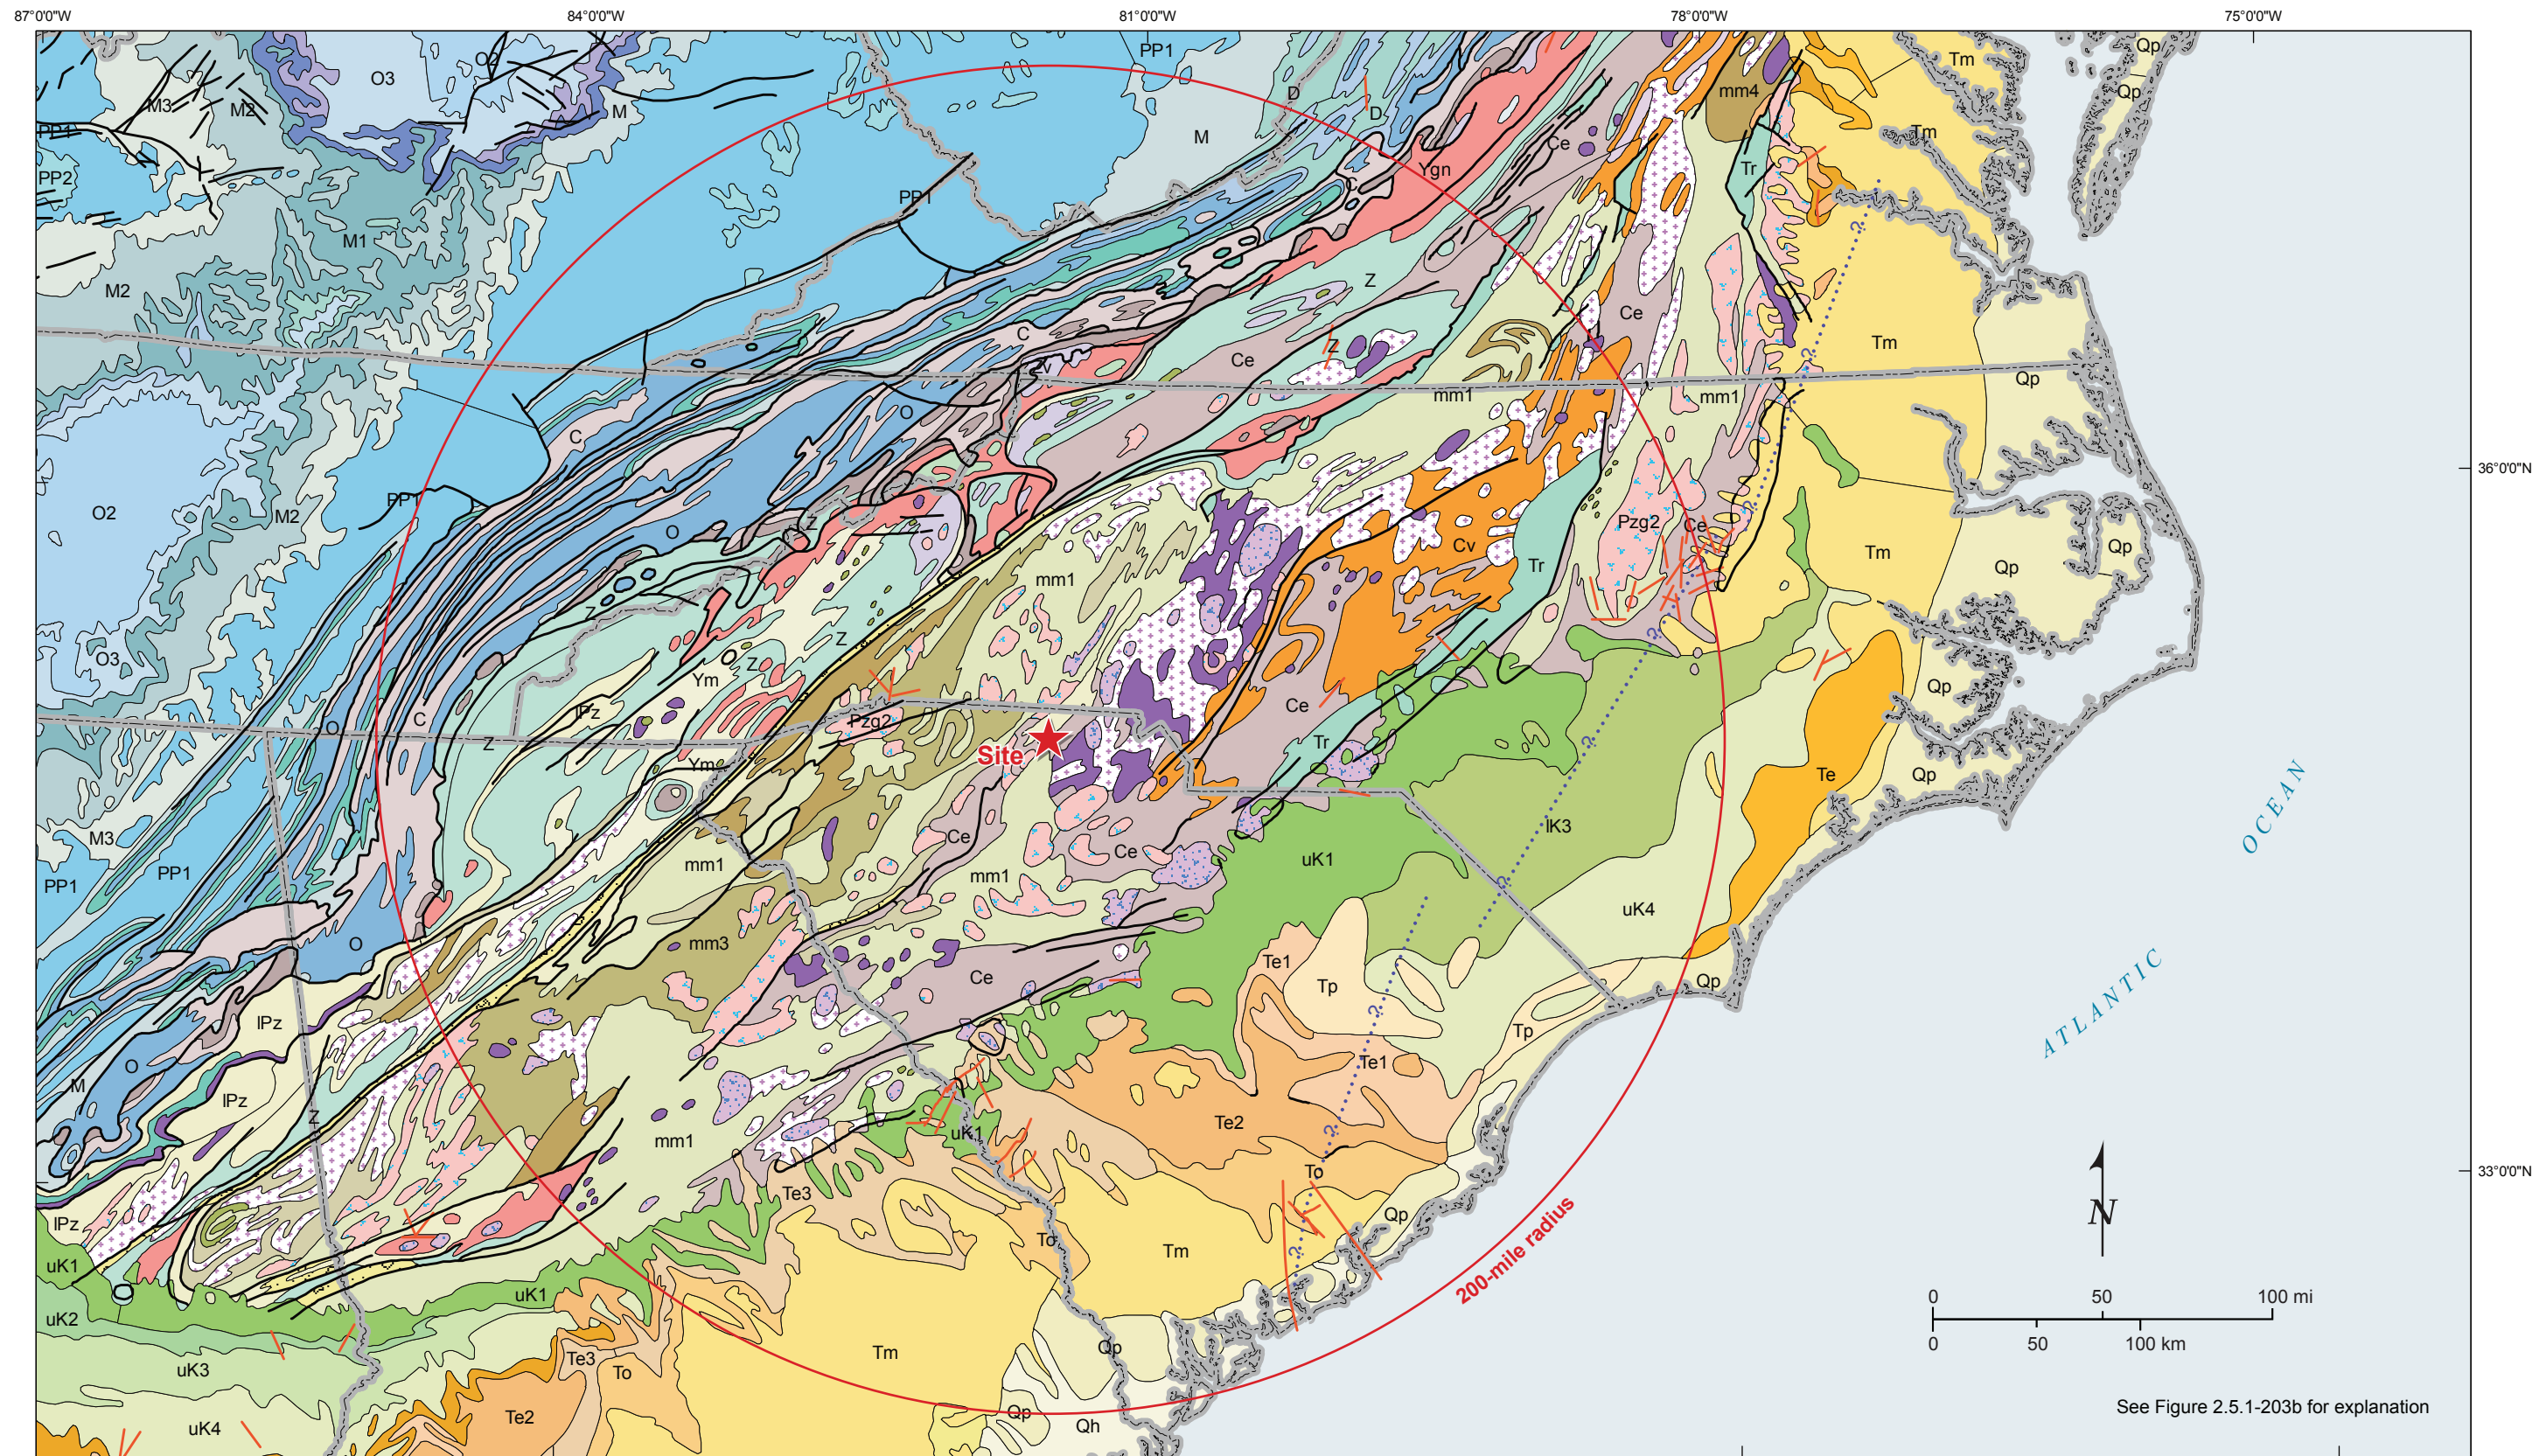 87°0'0"W 84°0'0"W 81°0'0"W 78°0'0"W 75°0'0"W
O3 O2 PP1 Qp
M3 M2 M D Tm Qp
PP1 M D mm4 Tm
PP2 PP1 C Ygn Ce Tr
M1
M2 Z Ce Tm
C Z
Cv Ce Qp
O mm1 mm1
C
36°0'0"N
PP1
O2 M2 O Z Pzg2 Ce Tm
Cv Qp Qp
mm1 Tr
Z Z
O3 Z Ym Qp
IPz Ce
O C Pzg2
Z Site Tr
Ym Te Qp
OCEAN
M3 Ce Ce IK3
PP1 PP1 mm1 mm1 uK1
uK4
O mm3
Ce Te1 Tp Qp
ATLANTIC
IPz Tp
M O Te1
IPz Z mm1 uK1 Te2
33°0'0"N
To
IPz Te3 Qp
N
To Tm
uK1 200-mile radius
uK1
uK2 0 50 100 mi
Tm Qp 0 50 100 km
uK3 Te3 To
See Figure 2.5.1-203b for explanation
uK4 Te2 Qp Qh